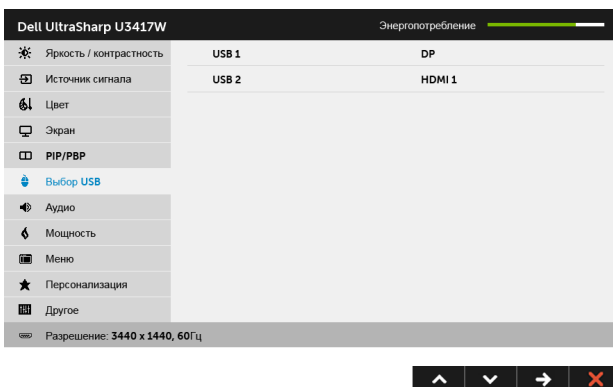 Dell UltraSharp U3417W
Энергопотребление
Яркость / контрастность
USB 1
DP
Источник сигнала
USB 2
HDMI 1
Цвет
Экран
PIP/PBP
Выбор USB
Аудио
Мощность
Меню
Персонализация
Другое
Разрешение: 3440 x 1440, 60Гц